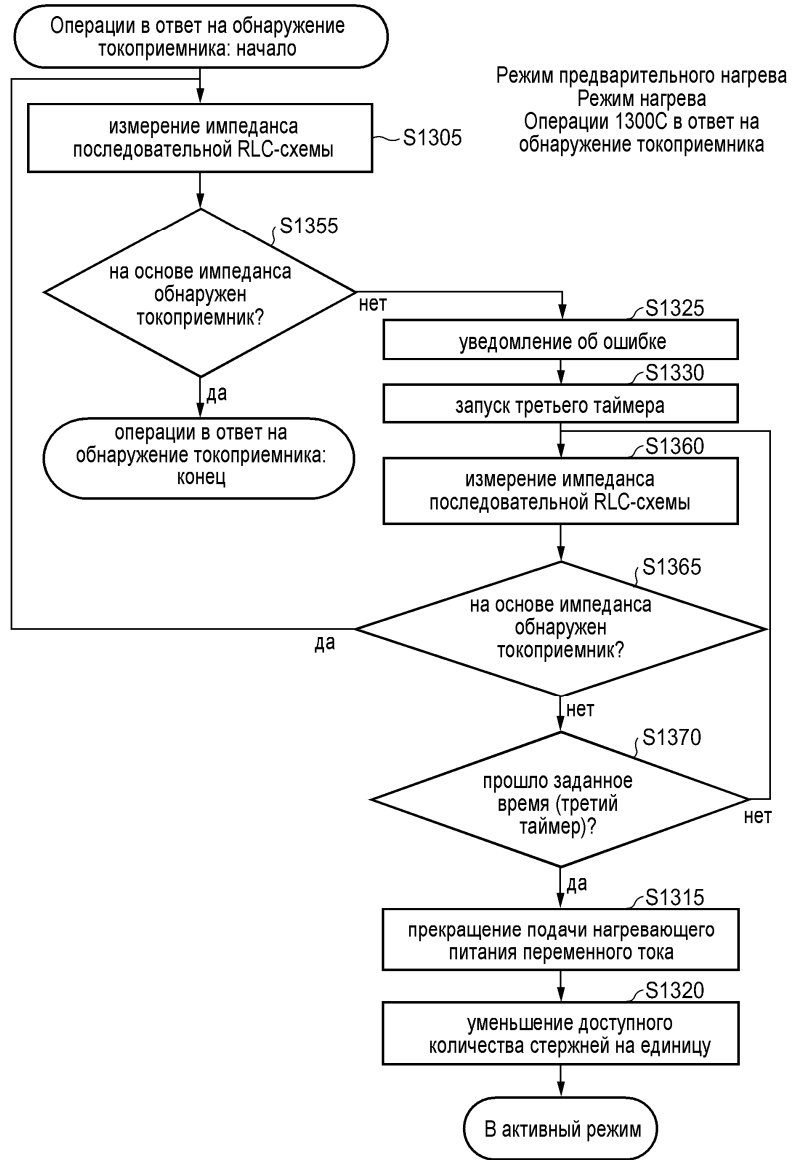 Операции в ответ на обнаружение
токоприемника: начало
Режим предварительного нагрева
Режим нагрева
Операции 1300C в ответ на
обнаружение токоприемника
измерение импеданса
последовательной RLC-схемы
S1305
S1355
на основе импеданса
обнаружен
токоприемник?
нет
да
S1325
уведомление об ошибке
S1330
запуск третьего таймера
операции в ответ на
обнаружение токоприемника:
конец
S1360
измерение импеданса
последовательной RLC-схемы
S1365
на основе импеданса
обнаружен
токоприемник?
да
нет
S1370
прошло заданное
время (третий
таймер)?
нет
да
S1315
прекращение подачи нагревающего
питания переменного тока
S1320
уменьшение доступного
количества стержней на единицу
В активный режим